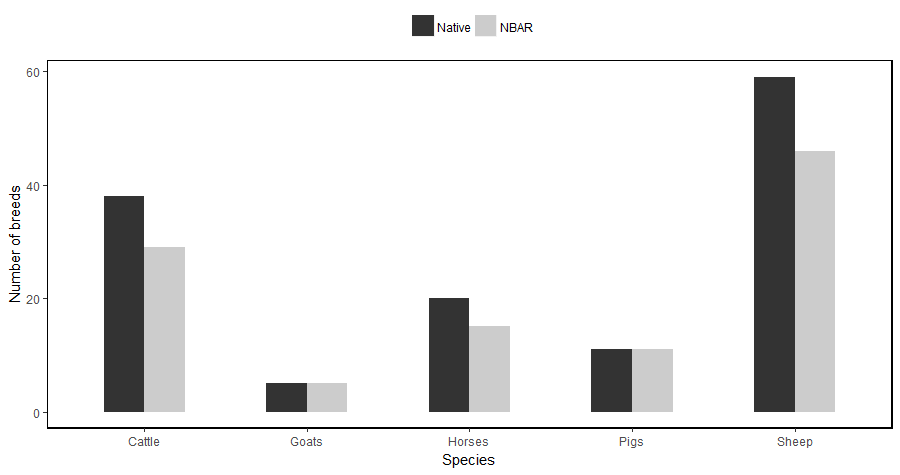 Native NBAR
Number of breeds
60
40
20
0
Cattle Goats Horses Pigs Sheep
Species